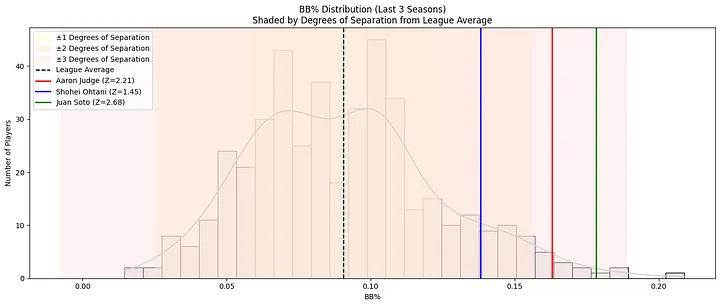 BB% Distribution (Last 3 Seasons)
Shaded by Degrees of Separation from League Average
±1 Degrees of Separation
±2 Degrees of Separation
±3 Degrees of Separation
League Average
Aaron Judge (Z=2.21)
Shohei Ohtani (Z=1.45)
Juan Soto (Z=2.68)
Number of Players
40
30
20
10
0
0.00 0.05 0.10 0.15 0.20
BB%